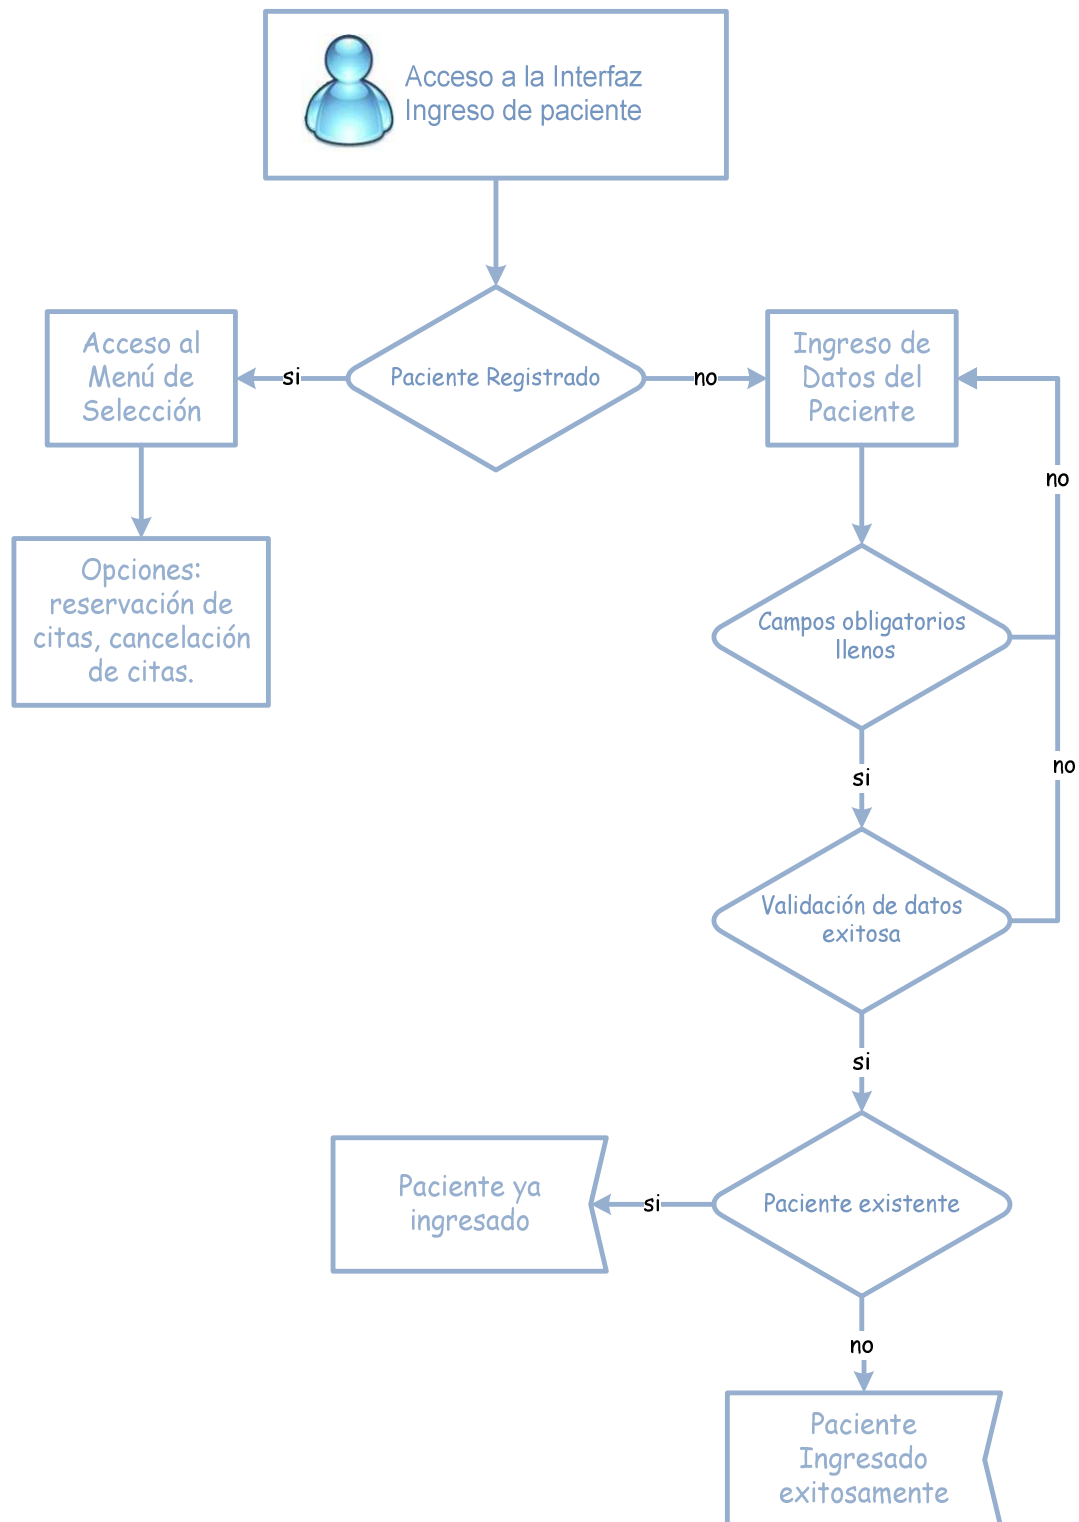 Acceso a la Interfaz
Ingreso de paciente
Acceso al
Menú de
Selección
si
Paciente Registrado
no
Ingreso de
Datos del
Paciente
no
Opciones:
reservación de
citas, cancelación
de citas.
Campos obligatorios
llenos
no
si
Validación de datos
exitosa
si
Paciente ya
ingresado
si
Paciente existente
no
Paciente
Ingresado
exitosamente